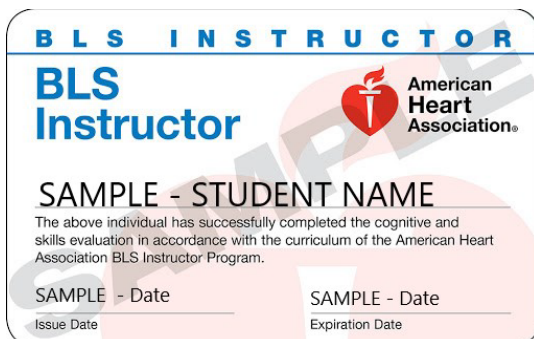 BLS INSTRUCTOR
BLS
Instructor
American
Heart
Association®
SAMPLE - STUDENT NAME
The above individual has successfully completed the cognitive and
skills evaluation in accordance with the curriculum of the American Heart
Association BLS Instructor Program.
SAMPLE - Date
SAMPLE - Date
Issue Date
Expiration Date
SAMPLE